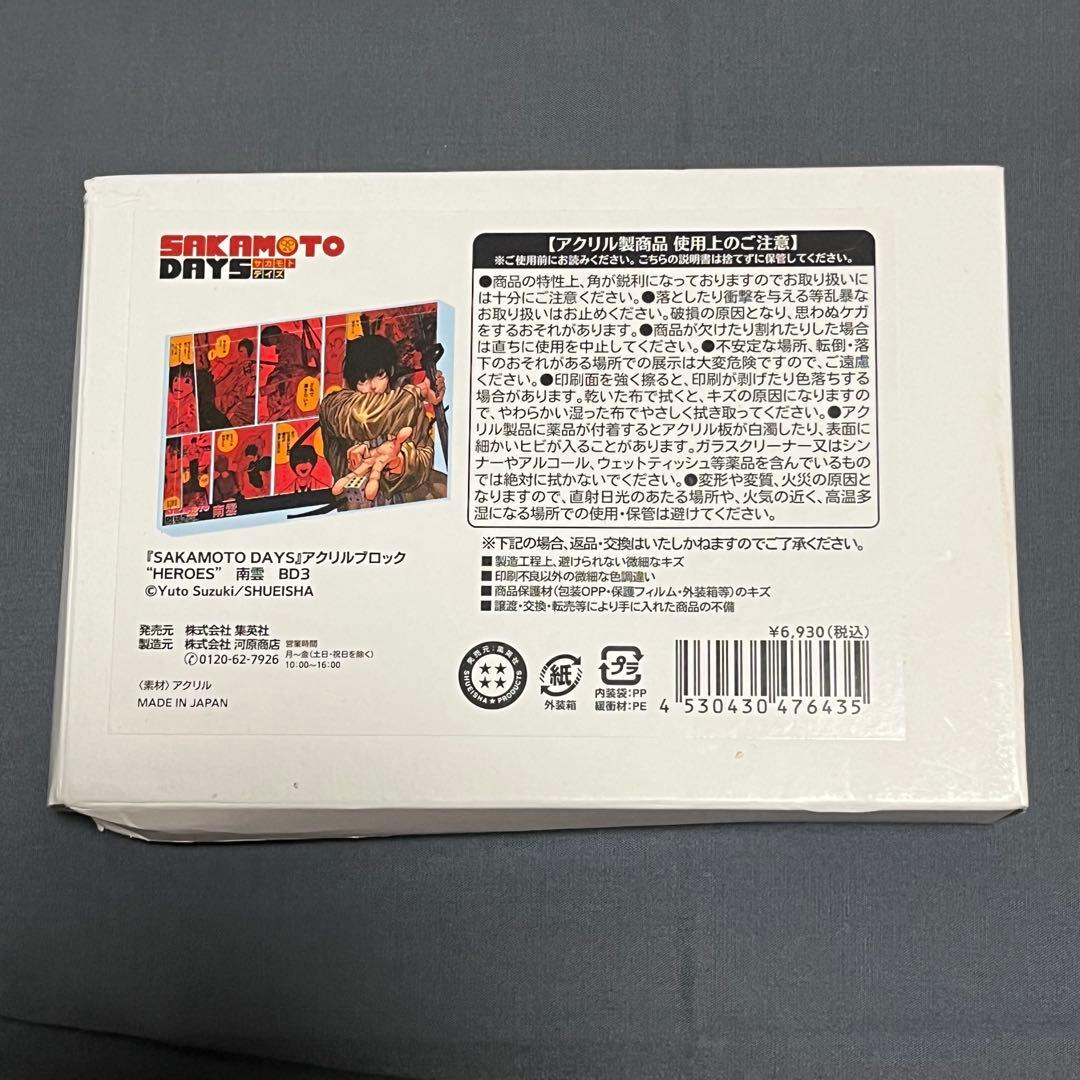 SAKAMOTO
DAYS サカモト
デイズ
南雲
『SAKAMOTO DAYS』アクリルブロック
“HEROES” 南雲 BD3
©Yuto Suzuki/SHUEISHA
発売元 株式会社 集英社
製造元 株式会社 河原商店
✆0120-62-7926
営業時間
月〜金(土日・祝日を除く)
10:00〜16:00
〈素材〉アクリル
MADE IN JAPAN
【アクリル製商品 使用上のご注意】
※ご使用前にお読みください。こちらの説明書は捨てずに保管してください。
●商品の特性上、角が鋭利になっておりますのでお取り扱いに
は十分にご注意ください。●落としたり衝撃を与える等乱暴な
お取り扱いはお止めください。破損の原因となり、思わぬケガ
をするおそれがあります。●商品が欠けたり割れたりした場合
は直ちに使用を中止してください。●不安定な場所、転倒・落
下のおそれがある場所での展示は大変危険ですので、ご遠慮
ください。●印刷面を強く擦ると、印刷が剥げたり色落ちする
場合があります。乾いた布で拭くと、キズの原因になりますの
で、やわらかい湿った布でやさしく拭き取ってください。●アク
リル製品に薬品が付着するとアクリル板が白濁したり、表面に
細かいヒビが入ることがあります。ガラスクリーナー又はシン
ナーやアルコール、ウェットティッシュ等薬品を含んでいるもの
では絶対に拭かないでください。●変形や変質、火災の原因と
なりますので、直射日光のあたる場所や、火気の近く、高温多
湿になる場所での使用・保管は避けてください。
※下記の場合、返品・交換はいたしかねますのでご了承ください。
■製造工程上、避けられない微細なキズ
■印刷不良以外の微細な色調違い
■商品保護材(包装OPP・保護フィルム・外装箱等)のキズ
■譲渡・交換・転売等により手に入れた商品の不備
¥6,930(税込)
発売元:集英社
SHUEISHA★PRODUCTS
紙
外装箱
プラ
内装袋:PP
緩衝材:PE
4 530430 476435